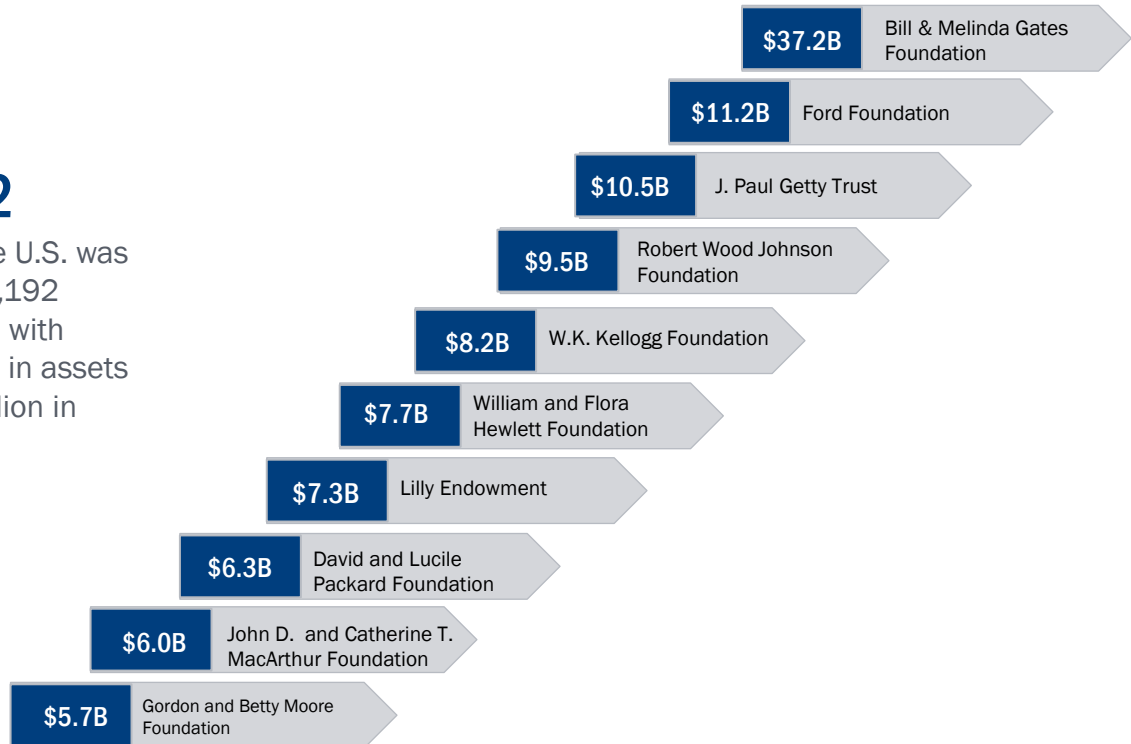 $37.2B
Bill & Melinda Gates
Foundation
$11.2B
Ford Foundation
$10.5B
J. Paul Getty Trust
2
$9.5B
Robert Wood Johnson
Foundation
e U.S. was
,192
with
in assets
lion in
$8.2B
W.K. Kellogg Foundation
$7.7B
William and Flora
Hewlett Foundation
$7.3B
Lilly Endowment
$6.3B
David and Lucile
Packard Foundation
$6.0B
John D. and Catherine T.
MacArthur Foundation
$5.7B
Gordon and Betty Moore
Foundation